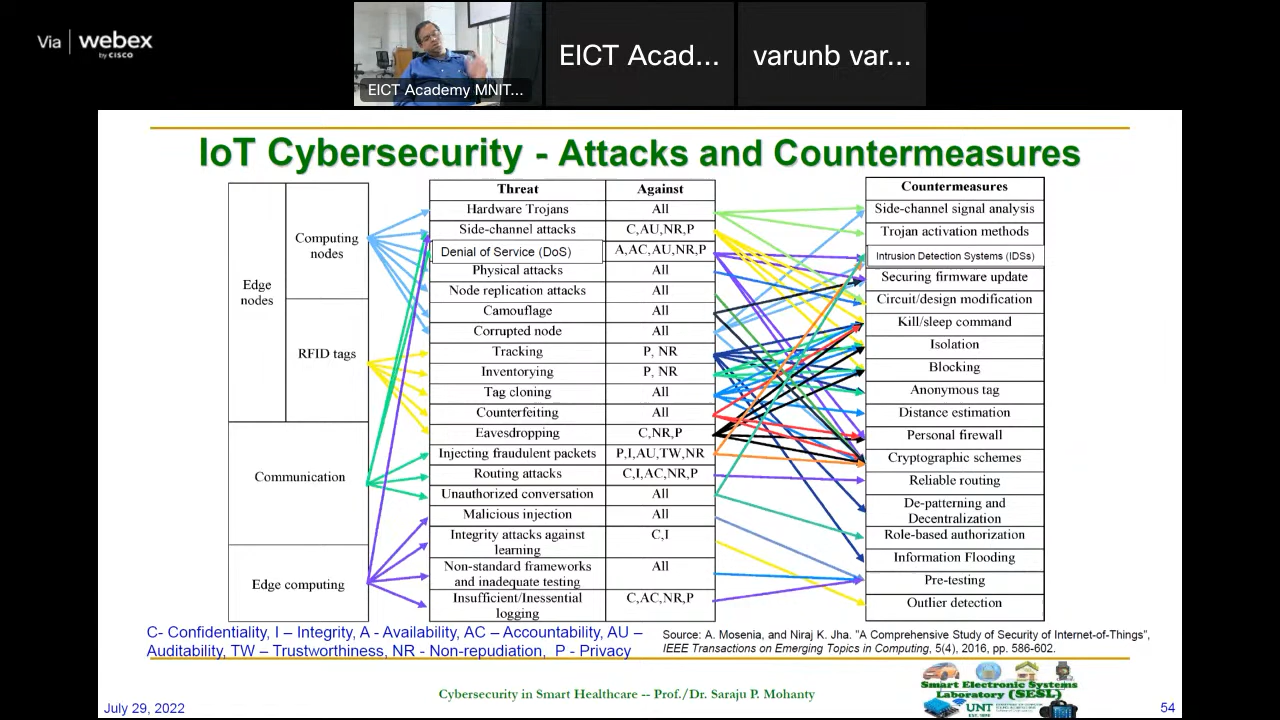 Via | webex
by CISCO
EICT Academy MNIT...
EICT Acad...
varunb var...
IoT Cybersecurity - Attacks and Countermeasures
Edge nodes
Computing nodes
RFID tags
Communication
Edge computing
Threat Against
Hardware Trojans All
Side-channel attacks C,AU,NR,P
Denial of Service (DoS) A,AC,AU,NR,P
Physical attacks All
Node replication attacks All
Camouflage All
Corrupted node All
Tracking P, NR
Inventorying P, NR
Tag cloning All
Counterfeiting All
Eavesdropping C,NR,P
Injecting fraudulent packets P,I,AU,TW,NR
Routing attacks C,I,AC,NR,P
Unauthorized conversation All
Malicious injection All
Integrity attacks against C,I
learning
Non-standard frameworks All
and inadequate testing
Insufficient/Inessential C,AC,NR,P
logging
Countermeasures
Side-channel signal analysis
Trojan activation methods
Intrusion Detection Systems (IDSs)
Securing firmware update
Circuit/design modification
Kill/sleep command
Isolation
Blocking
Anonymous tag
Distance estimation
Personal firewall
Cryptographic schemes
Reliable routing
De-patterning and
Decentralization
Role-based authorization
Information Flooding
Pre-testing
Outlier detection
C- Confidentiality, I – Integrity, A - Availability, AC – Accountability, AU –
Auditability, TW – Trustworthiness, NR - Non-repudiation, P - Privacy
Source: A. Mosenia, and Niraj K. Jha. "A Comprehensive Study of Security of Internet-of-Things",
IEEE Transactions on Emerging Topics in Computing, 5(4), 2016, pp. 586-602.
July 29, 2022
Cybersecurity in Smart Healthcare -- Prof./Dr. Saraju P. Mohanty
Smart Electronic Systems
Laboratory (SESL)
UNT
54